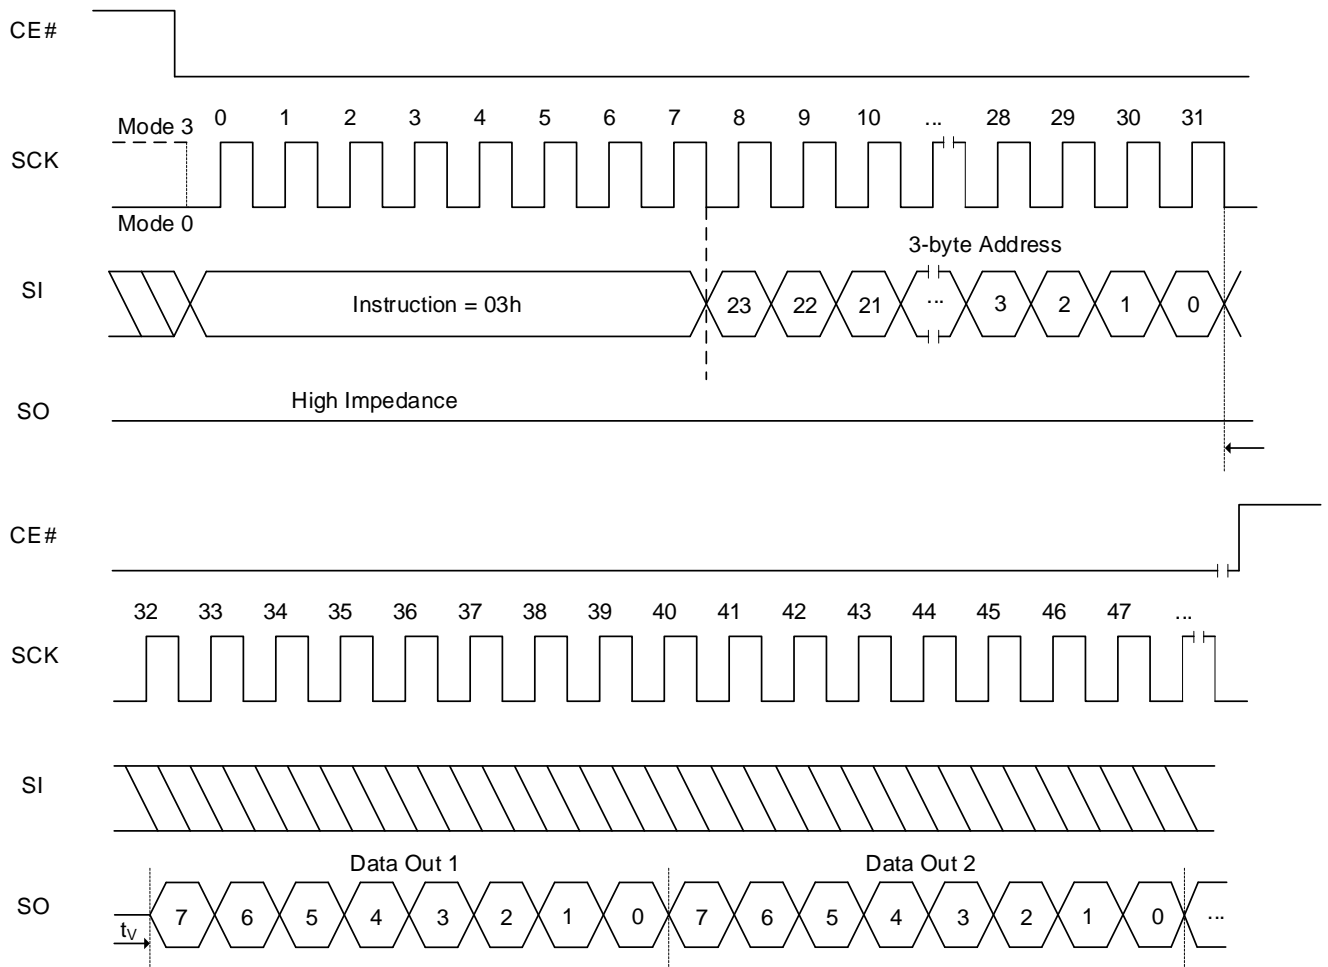 CE#
Mode 3
0 1 2 3 4 5 6 7 8 9 10 ... 28 29 30 31
SCK
Mode 0
3-byte Address
SI
Instruction = 03h
23 22 21 ... 3 2 1 0
High Impedance
SO
CE#
32 33 34 35 36 37 38 39 40 41 42 43 44 45 46 47 ...
SCK
SI
Data Out 1 Data Out 2
SO
7 6 5 4 3 2 1 0 7 6 5 4 3 2 1 0 ...
tV